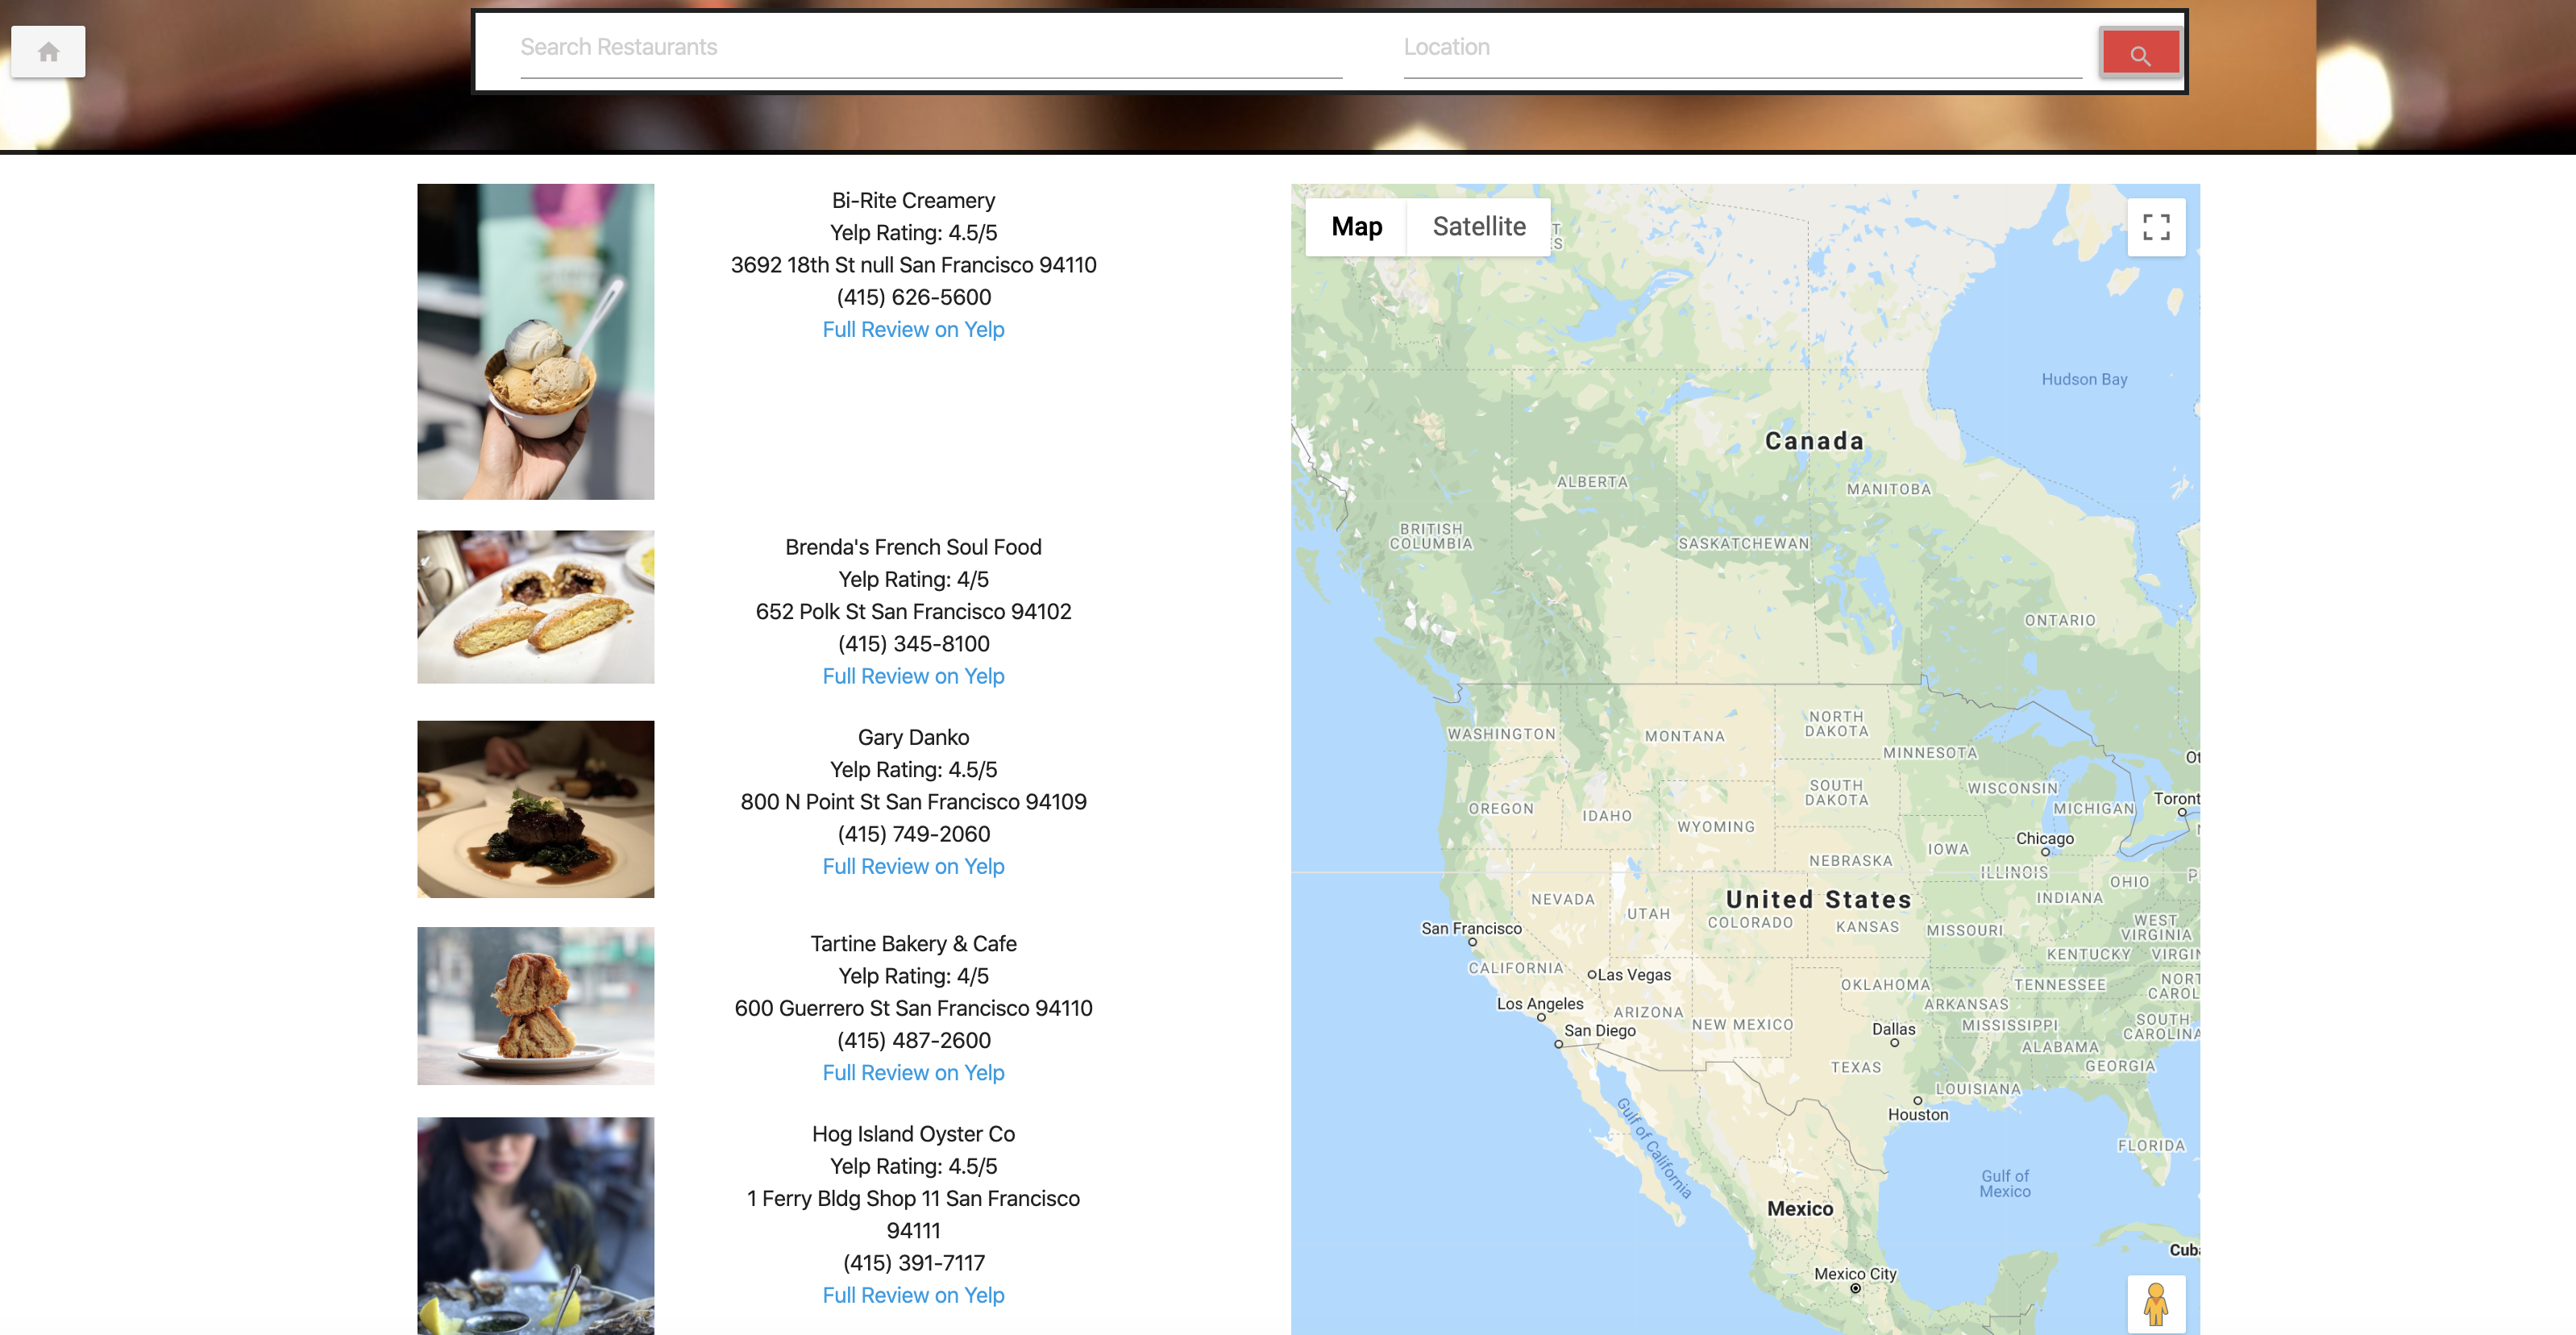 Search Restaurants
Location
Bi-Rite Creamery
Yelp Rating: 4.5/5
3692 18th St null San Francisco 94110
(415) 626-5600
Full Review on Yelp
Brenda's French Soul Food
Yelp Rating: 4/5
652 Polk St San Francisco 94102
(415) 345-8100
Full Review on Yelp
Gary Danko
Yelp Rating: 4.5/5
800 N Point St San Francisco 94109
(415) 749-2060
Full Review on Yelp
Tartine Bakery & Cafe
Yelp Rating: 4/5
600 Guerrero St San Francisco 94110
(415) 487-2600
Full Review on Yelp
Hog Island Oyster Co
Yelp Rating: 4.5/5
1 Ferry Bldg Shop 11 San Francisco
94111
(415) 391-7117
Full Review on Yelp
Map
Satellite
Hudson Bay
Canada
ALBERTA
MANITOBA
BRITISH
COLUMBIA
SASKATCHEWAN
ONTARIO
WASHINGTON
MONTANA
NORTH
DAKOTA
MINNESOTA
Ot
OREGON
IDAHO
SOUTH
DAKOTA
WISCONSIN
MICHIGAN
Toront
WYOMING
Chicago
IOWA
NEBRASKA
ILLINOIS
OHIO
P
INDIANA
NEVADA
United States
UTAH
COLORADO
KANSAS
MISSOURI
WEST
VIRGINIA
San Francisco
KENTUCKY
VIRGIN
CALIFORNIA
Las Vegas
OKLAHOMA
TENNESSEE
NORT
CAROL
Los Angeles
ARIZONA
NEW MEXICO
ARKANSAS
MISSISSIPPI
SOUTH
CAROLINA
San Diego
Dallas
ALABAMA
TEXAS
GEORGIA
LOUISIANA
Gulf of California
Houston
FLORIDA
Gulf of
Mexico
Mexico
Cuba
Mexico City